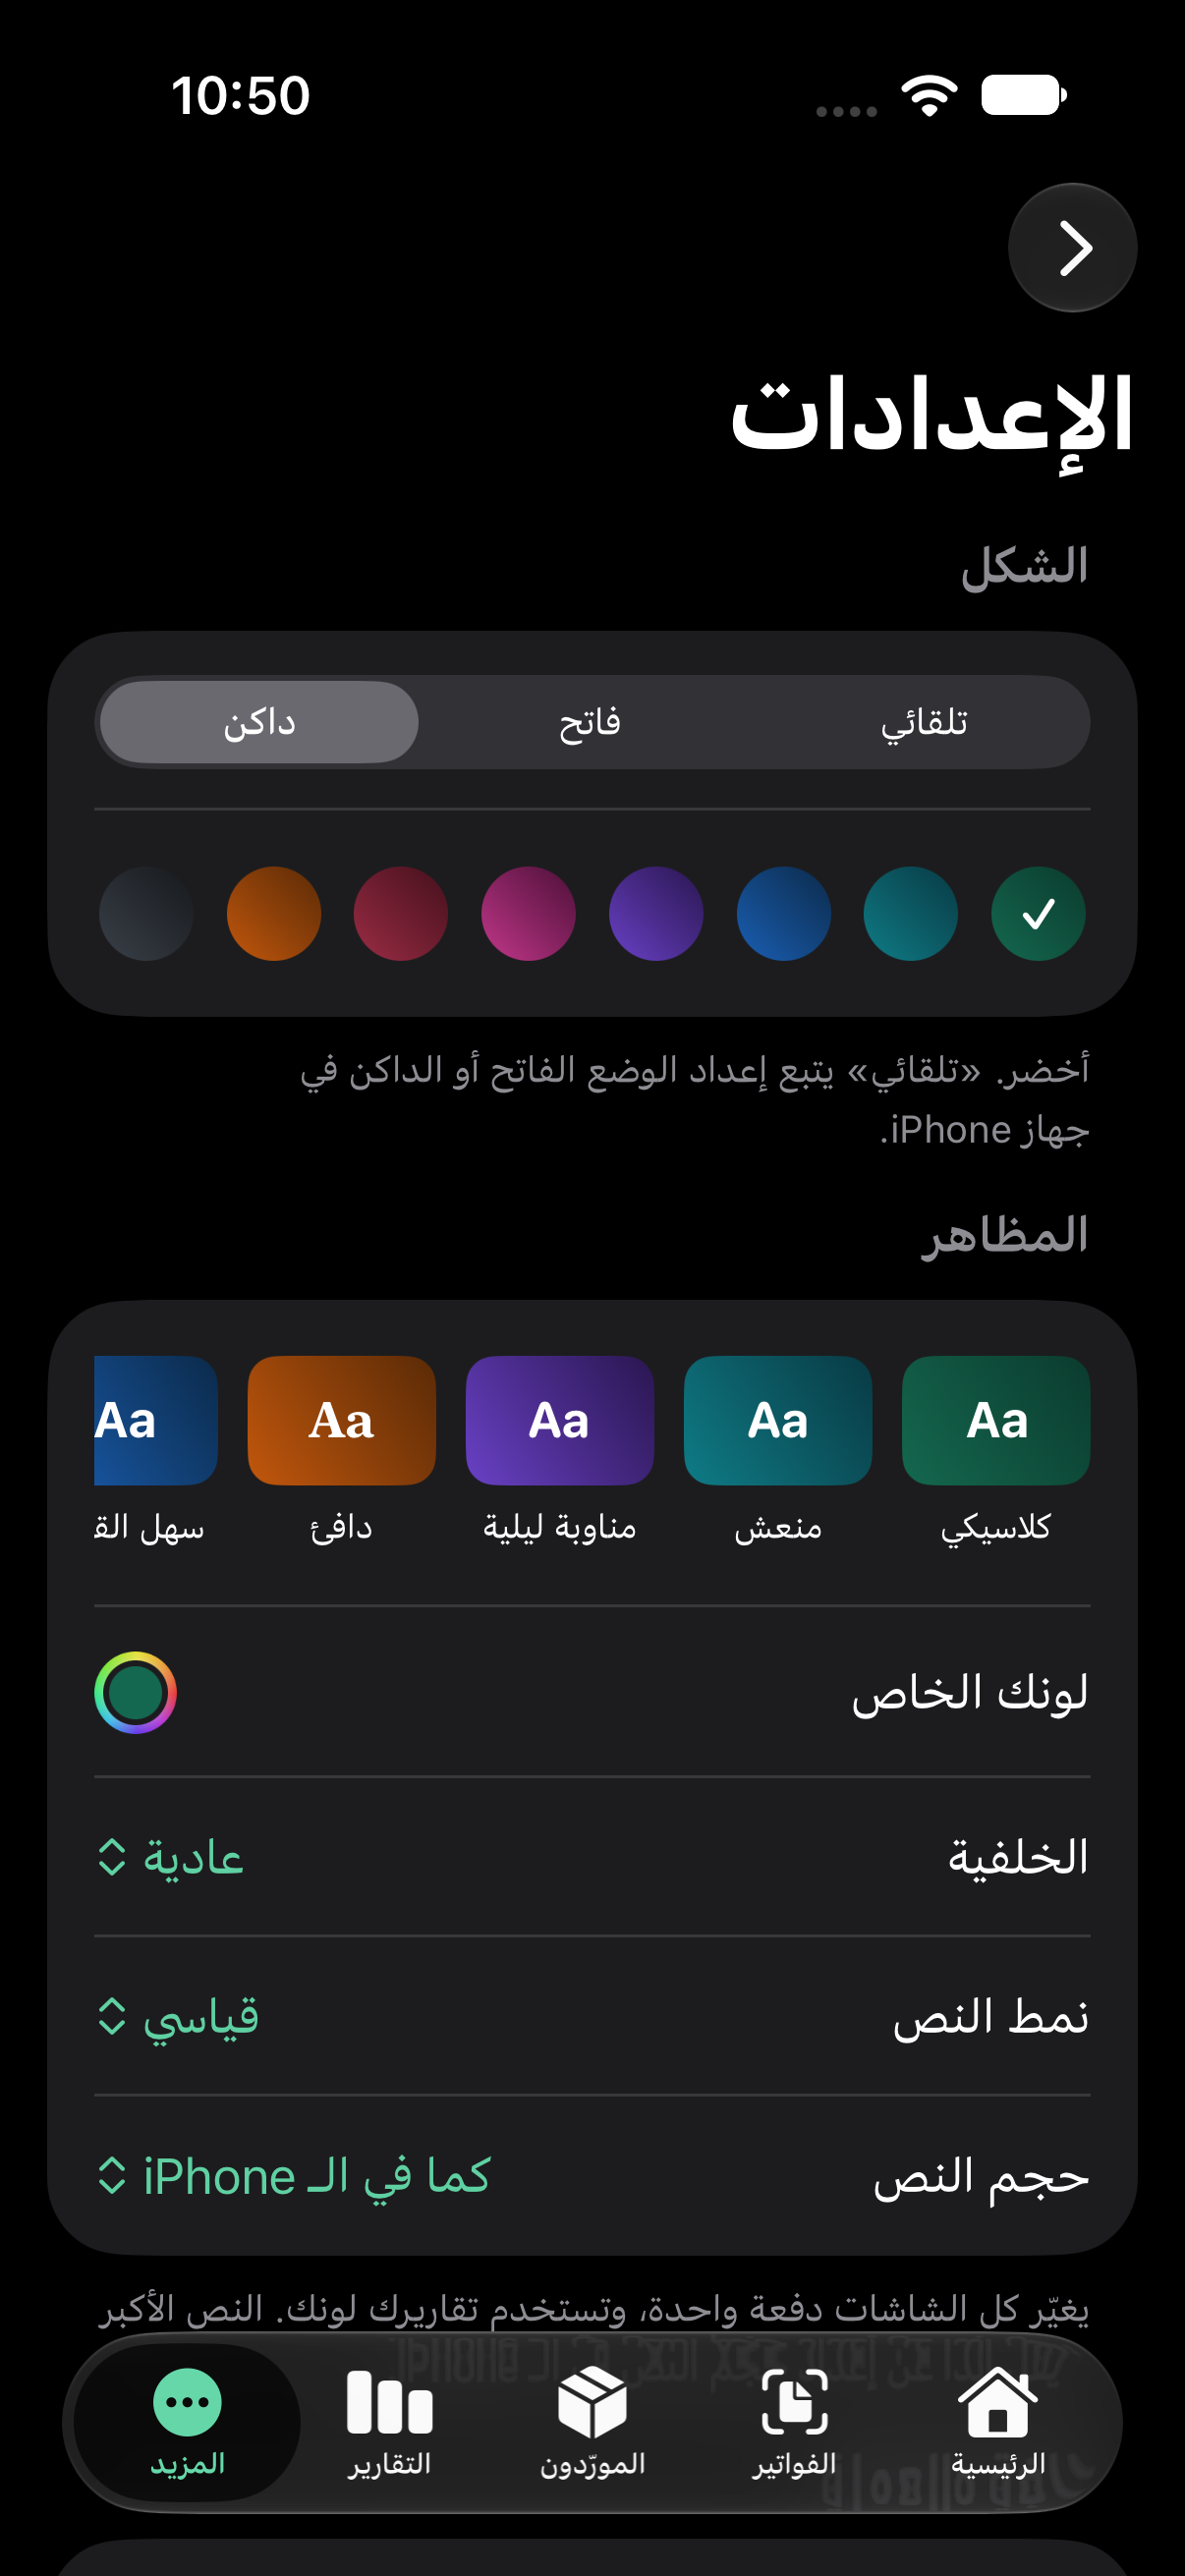 10:50
الإعدادات
الشكل
تلقائي فاتح داكن
أخضر. «تلقائي» يتبع إعداد الوضع الفاتح أو الداكن في
جهاز iPhone.
المظاهر
Aa Aa Aa Aa Aa
كلاسيكي منعش مناوبة ليلية دافئ سهل
لونك الخاص
الخلفية عادية
نمط النص قياسي
حجم النص كما في الـ iPhone
يغيّر كل الشاشات دفعة واحدة، وتستخدم تقاريرك لونك. النص الأكبر
الرئيسية الفواتير المورّدون التقارير المزيد